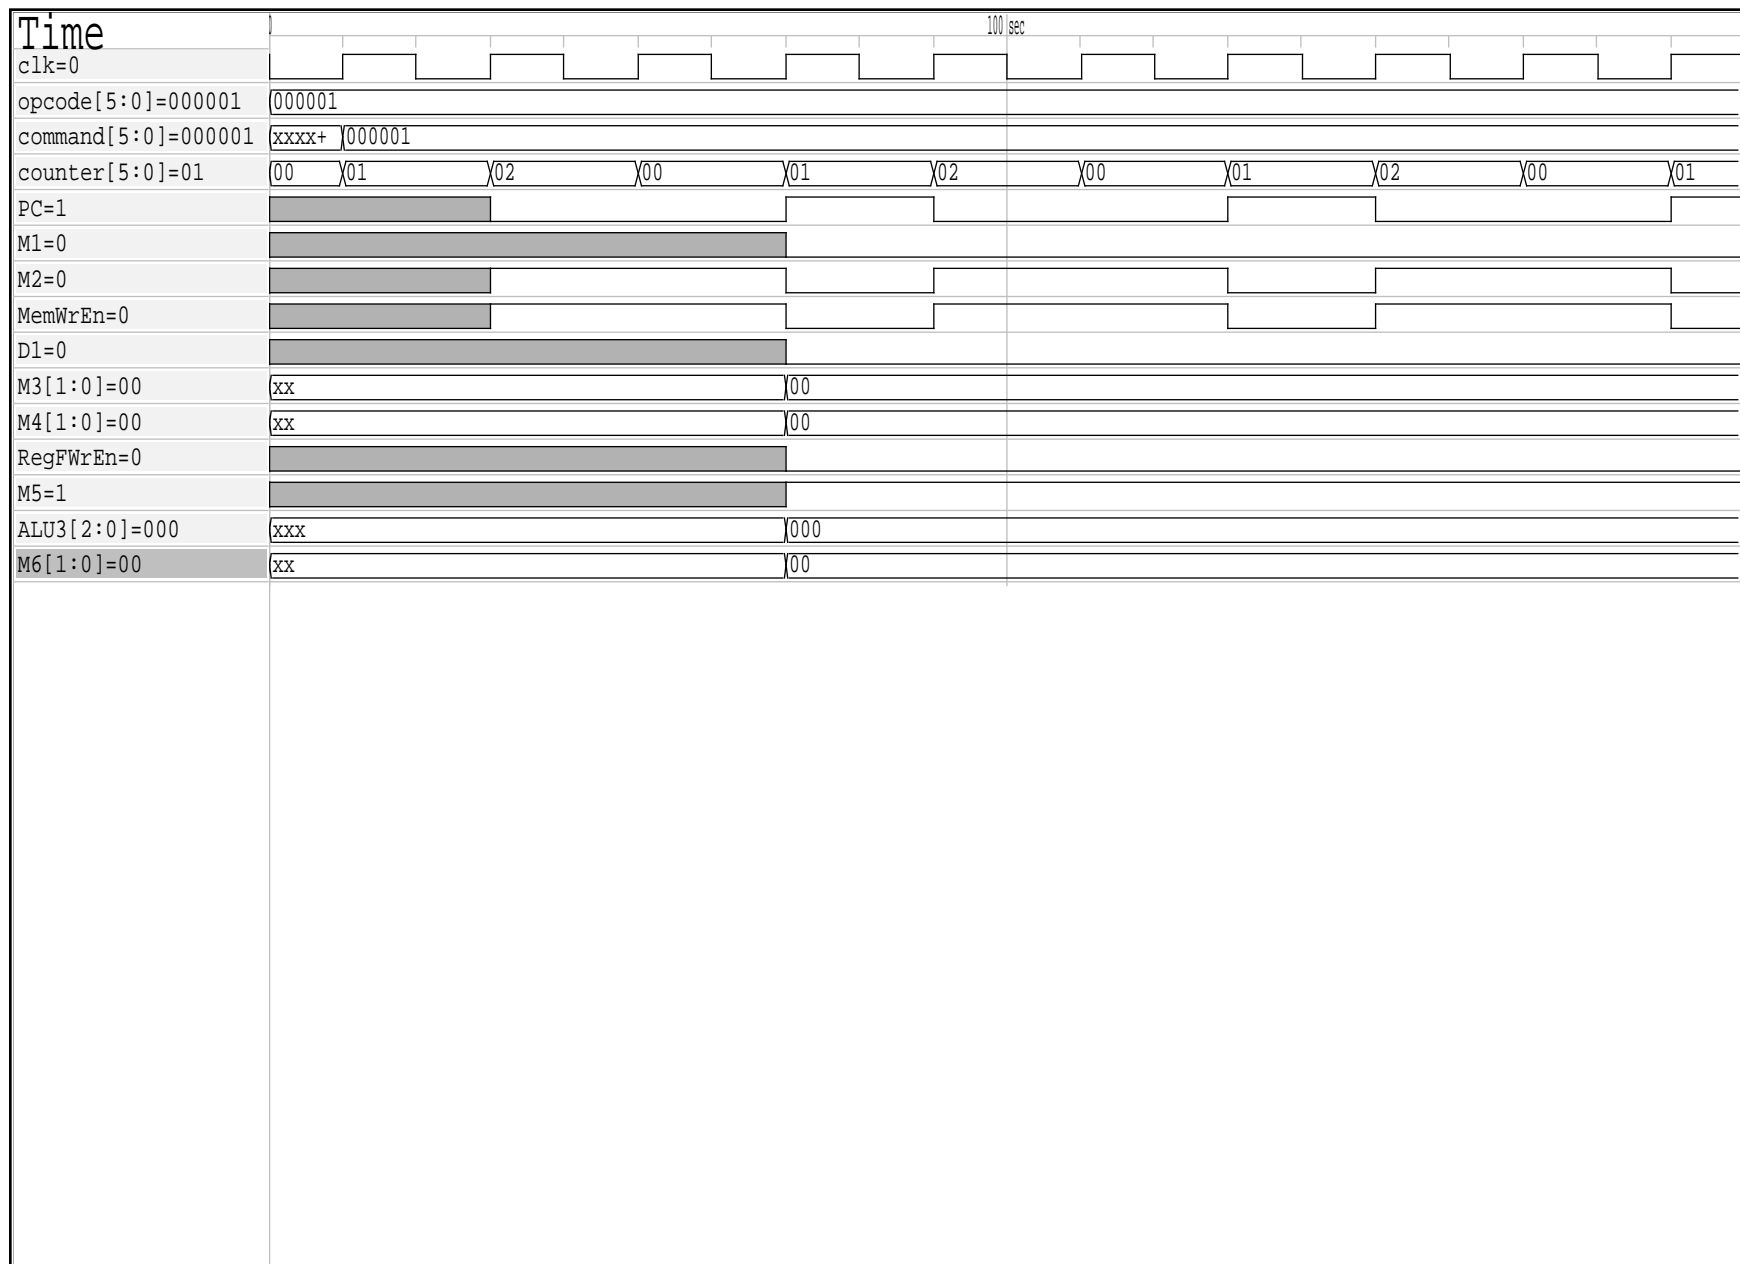 Time 0 100 sec
clk=0
opcode[5:0]=000001 000001
command[5:0]=000001 xxxx+ 000001
counter[5:0]=01 00 01 02 00 01 02 00 01 02 00 01
PC=1
M1=0
M2=0
MemWrEn=0
D1=0
M3[1:0]=00 xx 00
M4[1:0]=00 xx 00
RegFWrEn=0
M5=1
ALU3[2:0]=000 xxx 000
M6[1:0]=00 xx 00